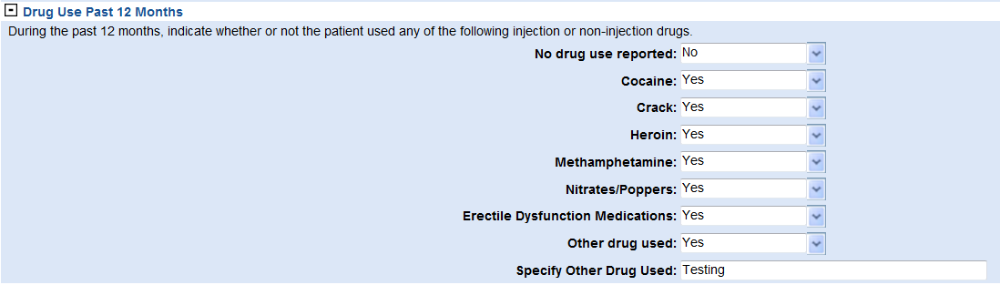 Drug Use Past 12 Months
During the past 12 months, indicate whether or not the patient used any of the following injection or non-injection drugs.
No drug use reported: No
Cocaine: Yes
Crack: Yes
Heroin: Yes
Methamphetamine: Yes
Nitrates/Poppers: Yes
Erectile Dysfunction Medications: Yes
Other drug used: Yes
Specify Other Drug Used: Testing